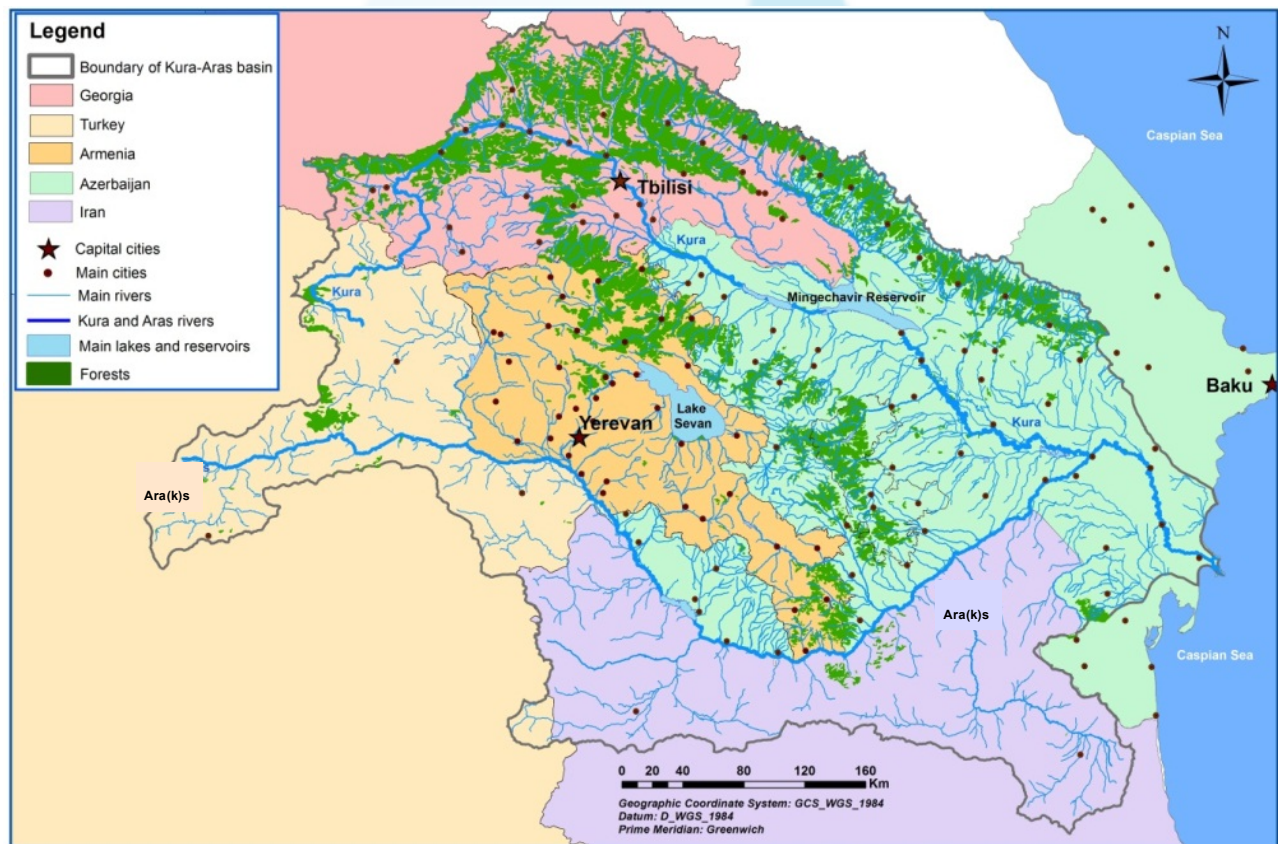 Legend
Boundary of Kura-Aras basin
Georgia
Turkey
Armenia
Azerbaijan
Iran
Capital cities
Main cities
Main rivers
Kura and Aras rivers
Main lakes and reservoirs
Forests
N
Caspian Sea
Tbilisi
Kura
Kura
Mingechavir Reservoir
Baku
Lake
Sevan
Yerevan
Kura
Ara(k)s
Ara(k)s
Caspian Sea
0 20 40 80 120 160
Km
Geographic Coordinate System: GCS_WGS_1984
Datum: D_WGS_1984
Prime Meridian: Greenwich